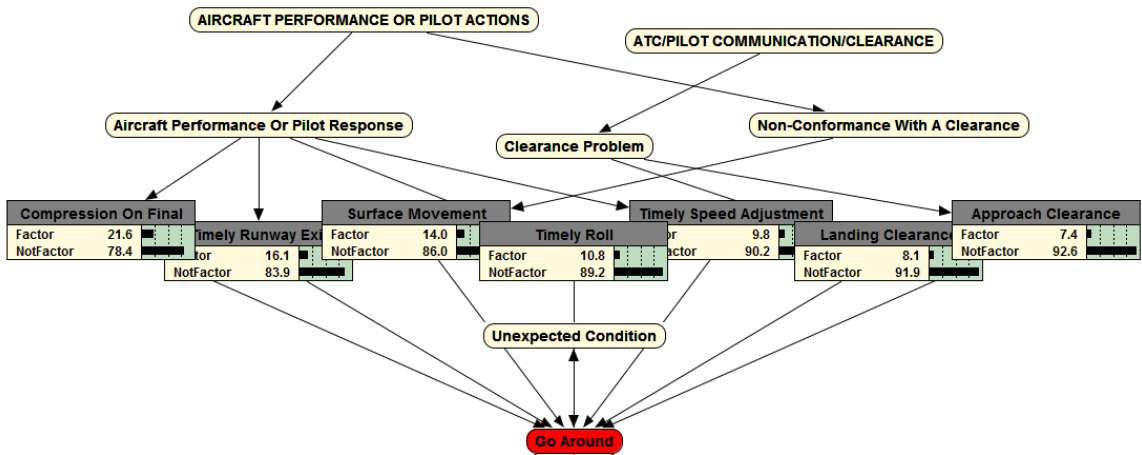 AIRCRAFT PERFORMANCE OR PILOT ACTIONS
ATC/PILOT COMMUNICATION/CLEARANCE
Aircraft Performance Or Pilot Response
Non-Conformance With A Clearance
Clearance Problem
Compression On Final
Factor 21.6
NotFactor 78.4
Timely Runway Exi
ctor 16.1
NotFactor 83.9
Surface Movement
Factor 14.0
NotFactor 86.0
Timely Roll
Factor 10.8
NotFactor 89.2
Timely Speed Adjustment
9.8
90.2
Landing Clearance
Factor 8.1
NotFactor 91.9
Approach Clearance
Factor 7.4
NotFactor 92.6
Unexpected Condition
Go Around